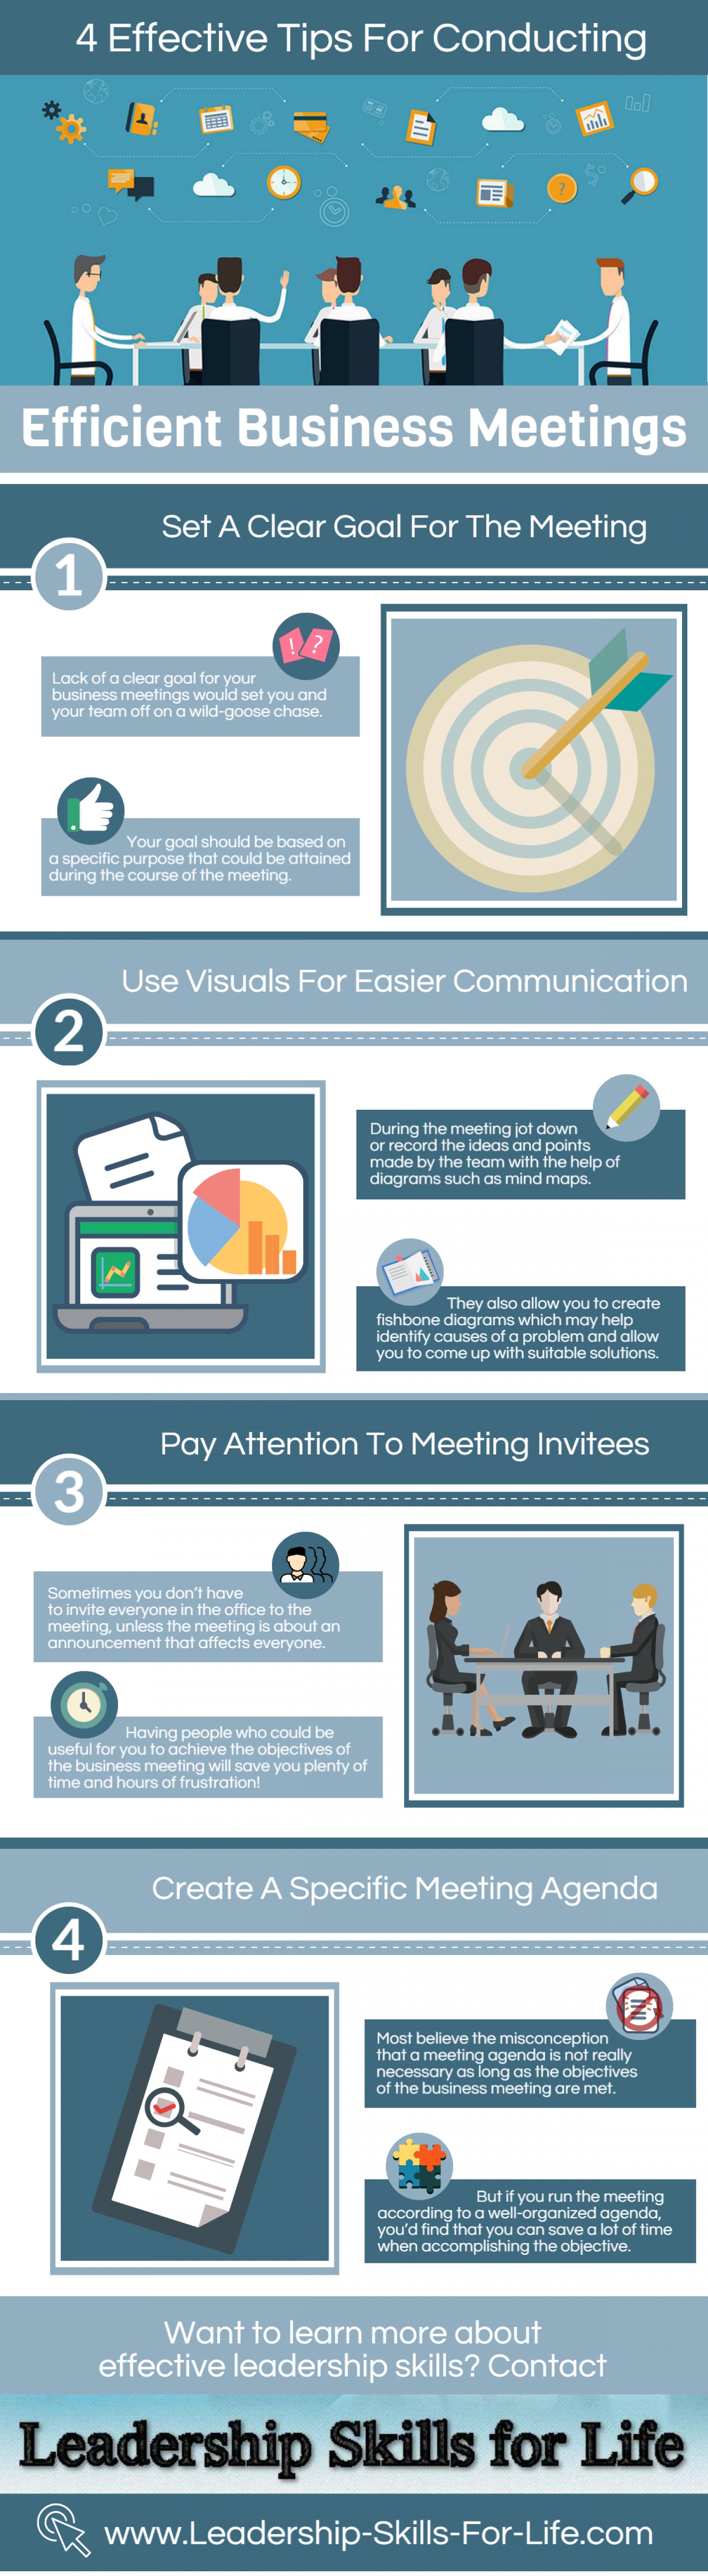 4 Effective Tips For Conducting
?
Efficient Business Meetings
Set A Clear Goal For The Meeting
1
! ?
Lack of a clear goal for your
business meetings would set you and
your team off on a wild-goose chase.
Your goal should be based on
a specific purpose that could be attained
during the course of the meeting.
Use Visuals For Easier Communication
2
During the meeting jot down
or record the ideas and points
made by the team with the help of
diagrams such as mind maps.
They also allow you to create
fishbone diagrams which may help
identify causes of a problem and allow
you to come up with suitable solutions.
Pay Attention To Meeting Invitees
3
Sometimes you don't have
to invite everyone in the office to the
meeting, unless the meeting is about an
announcement that affects everyone.
Having people who could be
useful for you to achieve the objectives of
the business meeting will save you plenty of
time and hours of frustration!
Create A Specific Meeting Agenda
4
Most believe the misconception
that a meeting agenda is not really
necessary as long as the objectives
of the business meeting are met.
But if you run the meeting
according to a well-organized agenda,
you'd find that you can save a lot of time
when accomplishing the objective.
Want to learn more about
effective leadership skills? Contact
Leadership Skills for Life
www.Leadership-Skills-For-Life.com